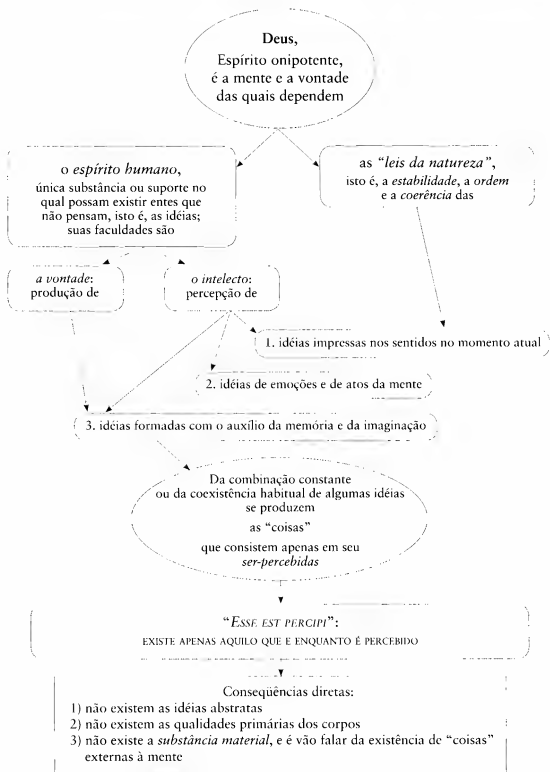 Deus,
Espírito onipotente,
é a mente e a vontade
das quais dependem
o espírito humano,
única substância ou suporte no
qual possam existir entes que
não pensam, isto é, as idéias;
suas faculdades são
as “leis da natureza”,
isto é, a estabilidade, a ordem
e a coerência das
a vontade:
produção de
o intelecto:
percepção de
1. idéias impressas nos sentidos no momento atual
2. idéias de emoções e de atos da mente
3. idéias formadas com o auxílio da memória e da imaginação
Da combinação constante
ou da coexistência habitual de algumas idéias
se produzem
as “coisas”
que consistem apenas em seu
ser-percebidas
“ESSE EST PERCIPI”:
EXISTE APENAS AQUILO QUE E ENQUANTO É PERCEBIDO
Conseqüências diretas:
1) não existem as idéias abstratas
2) não existem as qualidades primárias dos corpos
3) não existe a substância material, e é vão falar da existência de “coisas”
externas à mente